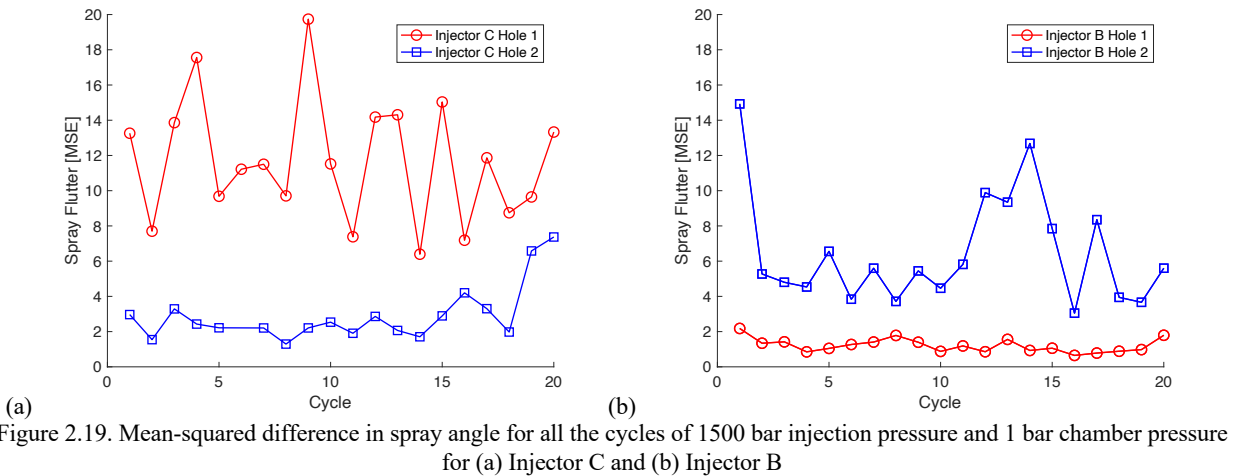 20
18
16
14
12
10
8
6
4
2
0
Spray Flutter [MSE]
Injector C Hole 1
Injector C Hole 2
0 5 10 15 20
Cycle
(a)
20
18
16
14
12
10
8
6
4
2
0
Spray Flutter [MSE]
Injector B Hole 1
Injector B Hole 2
0 5 10 15 20
Cycle
(b)
Figure 2.19. Mean-squared difference in spray angle for all the cycles of 1500 bar injection pressure and 1 bar chamber pressure
for (a) Injector C and (b) Injector B